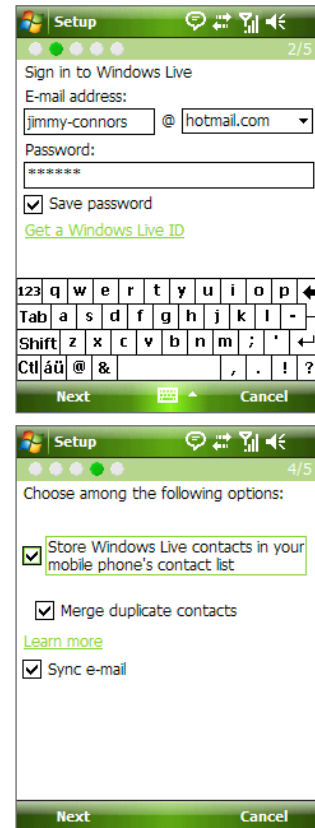 Setup
2/5
Sign in to Windows Live
E-mail address:
jimmy-connors @ hotmail.com
Password:
******
Save password
Get a Windows Live ID
123 q w e r t y u i o p
Tab a s d f g h j k l -
Shift z x c v b n m ; '
Ctl áü @ & , . ! ?
Next Cancel
Setup
4/5
Choose among the following options:
Store Windows Live contacts in your
mobile phone's contact list
Merge duplicate contacts
Learn more
Sync e-mail
Next Cancel